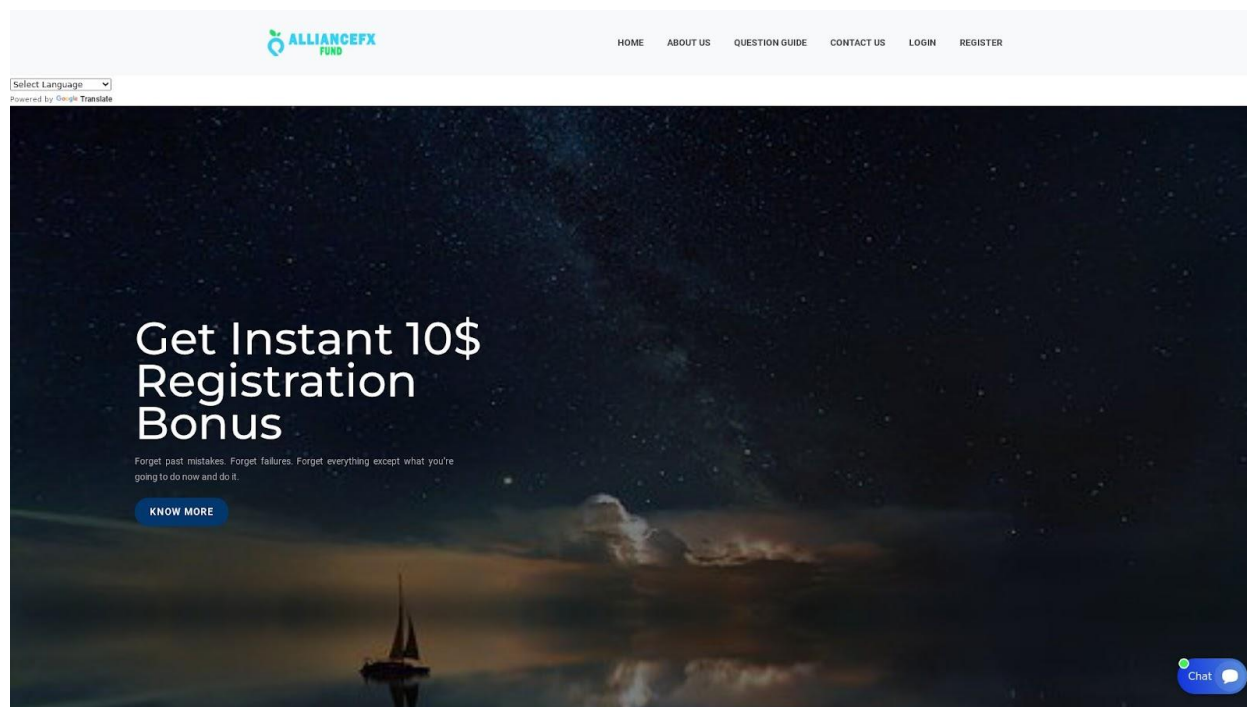 ALLIANCEFX
FUND
HOME ABOUT US QUESTION GUIDE CONTACT US LOGIN REGISTER
Select Language
Powered by Google Translate
Get Instant 10$
Registration
Bonus
Forget past mistakes. Forget failures. Forget everything except what you're
going to do now and do it.
KNOW MORE
Chat